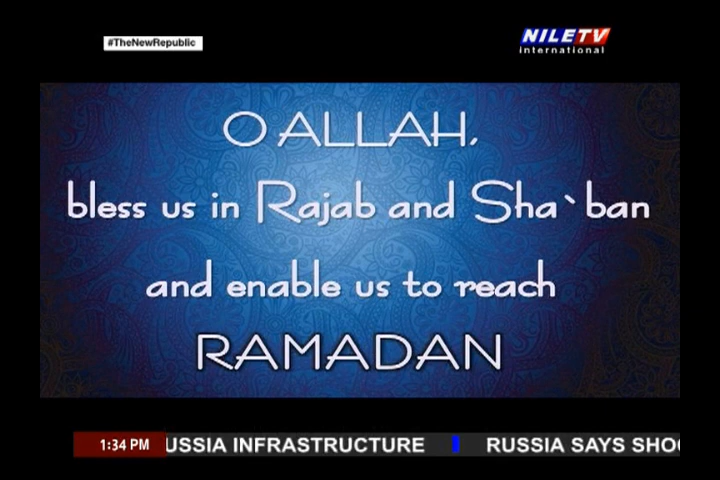 #TheNewRepublic
NILETV
international
O ALLAH,
bless us in Rajab and Sha`ban
and enable us to reach
RAMADAN
1:34 PM USSIA INFRASTRUCTURE RUSSIA SAYS SHO